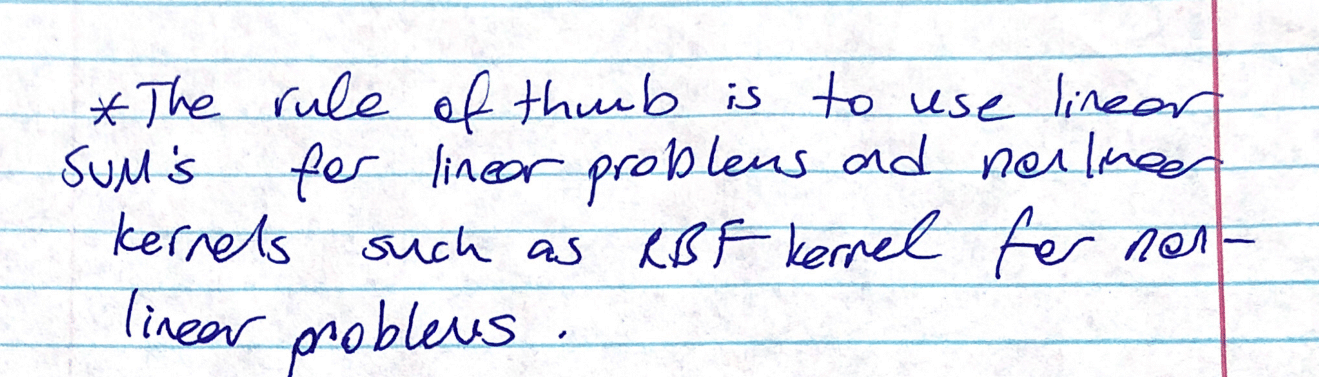 *The rule of thumb is to use linear
SVM's for linear problems and nonlinear
kernels such as RBF kernel for non-
linear problems.